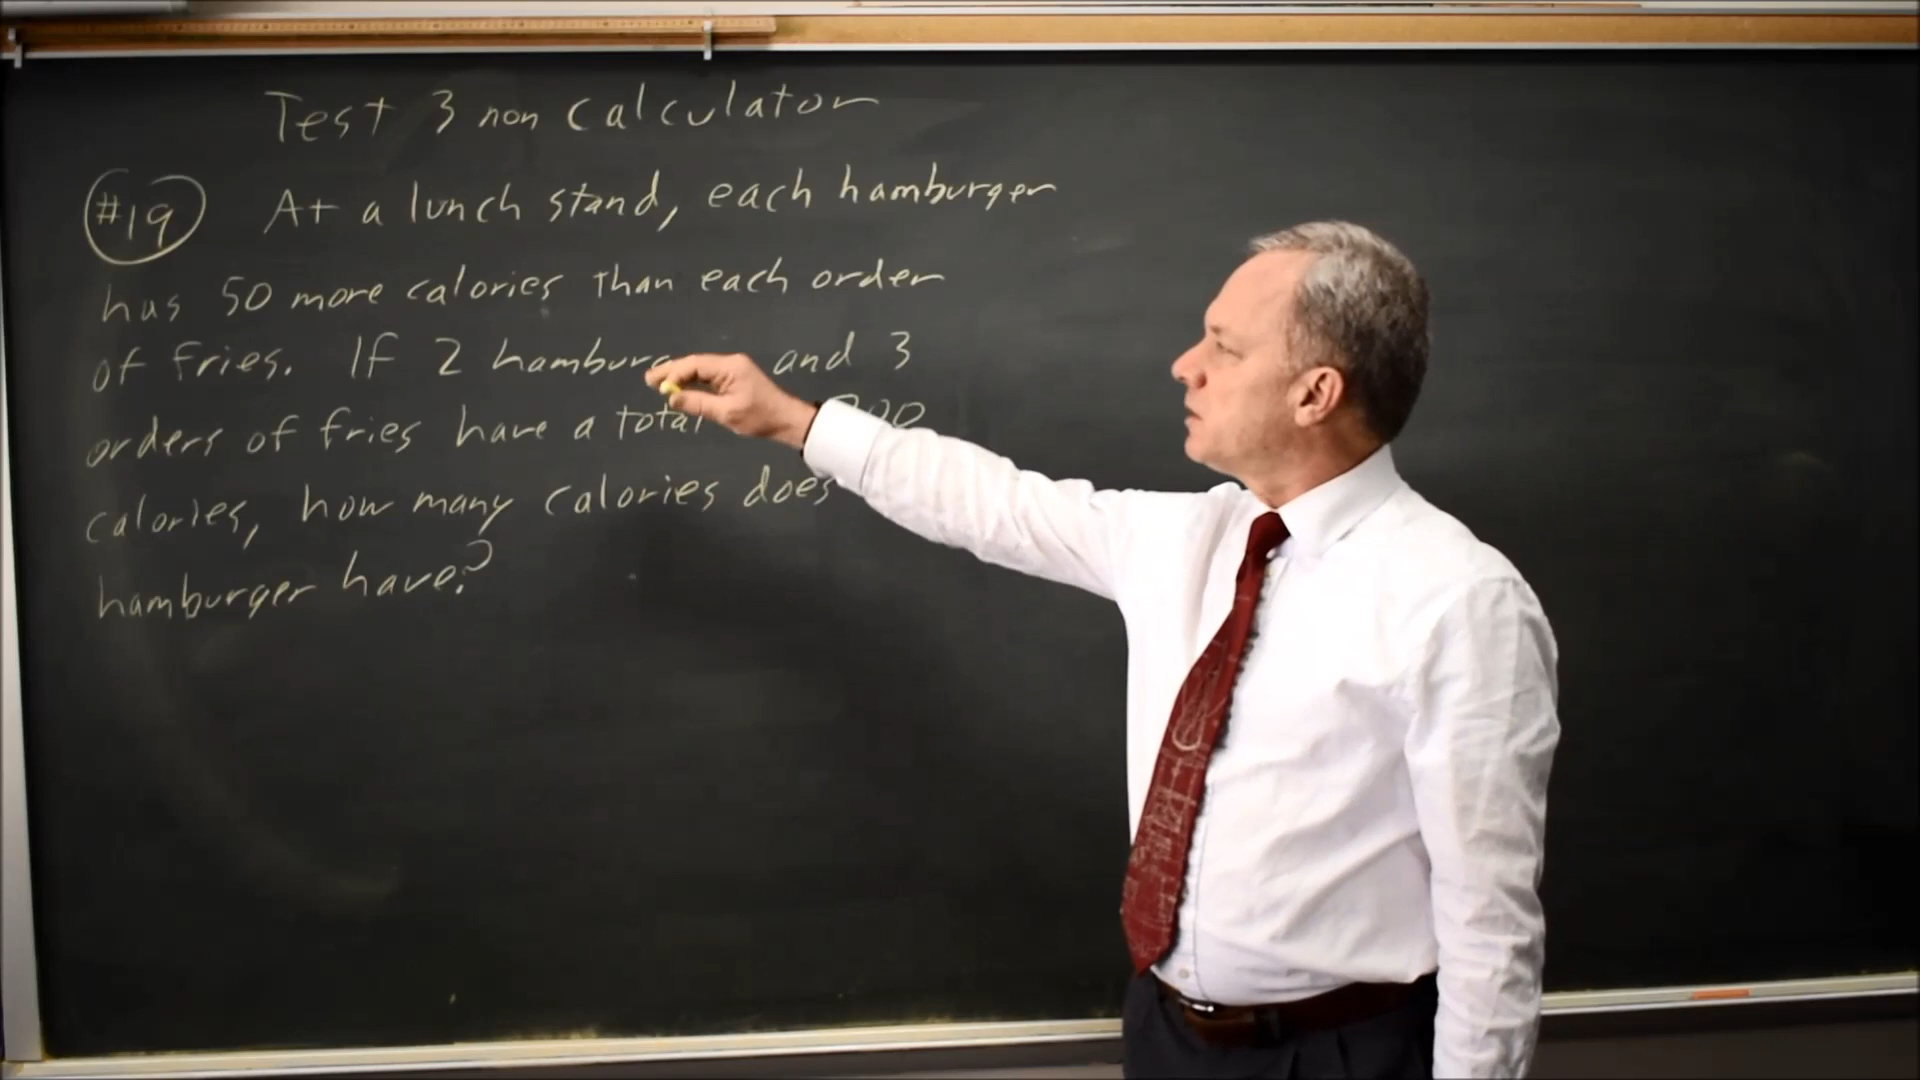 Test 3 non calculator
#19 At a lunch stand, each hamburger
has 50 more calories than each order
of fries. If 2 and 3
orders of fries have a total
calories, how many calories does
hamburger have?